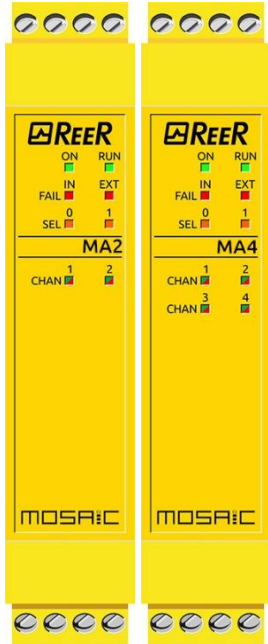 REER
ON RUN
IN EXT
FAIL
0 1
SEL
MA2
1 2
CHAN
MOSAIC
REER
ON RUN
IN EXT
FAIL
0 1
SEL
MA4
1 2
CHAN
3 4
CHAN
MOSAIC